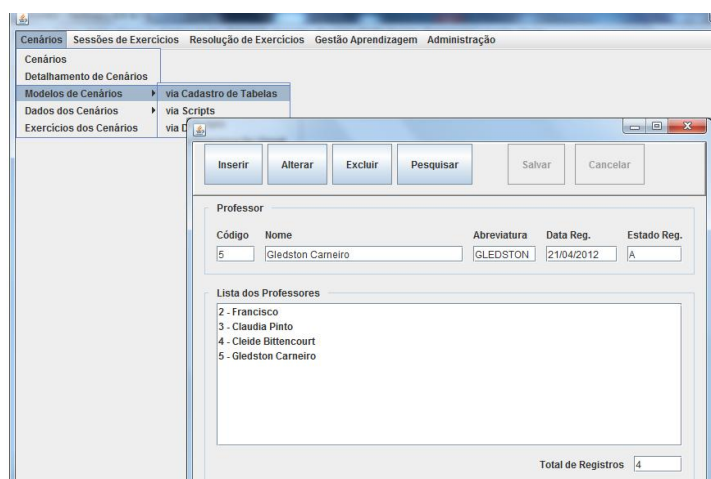 Cenários Sessões de Exercícios Resolução de Exercícios Gestão Aprendizagem Administração
Cenários
Detalhamento de Cenários
Modelos de Cenários via Cadastro de Tabelas
Dados dos Cenários via Scripts
Exercícios dos Cenários via
Inserir Alterar Excluir Pesquisar Salvar Cancelar
Professor
Código Nome Abreviatura Data Reg. Estado Reg.
5 Gledston Carneiro GLEDSTON 21/04/2012 A
Lista dos Professores
2 - Francisco
3 - Claudia Pinto
4 - Cleide Bittencourt
5 - Gledston Carneiro
Total de Registros 4